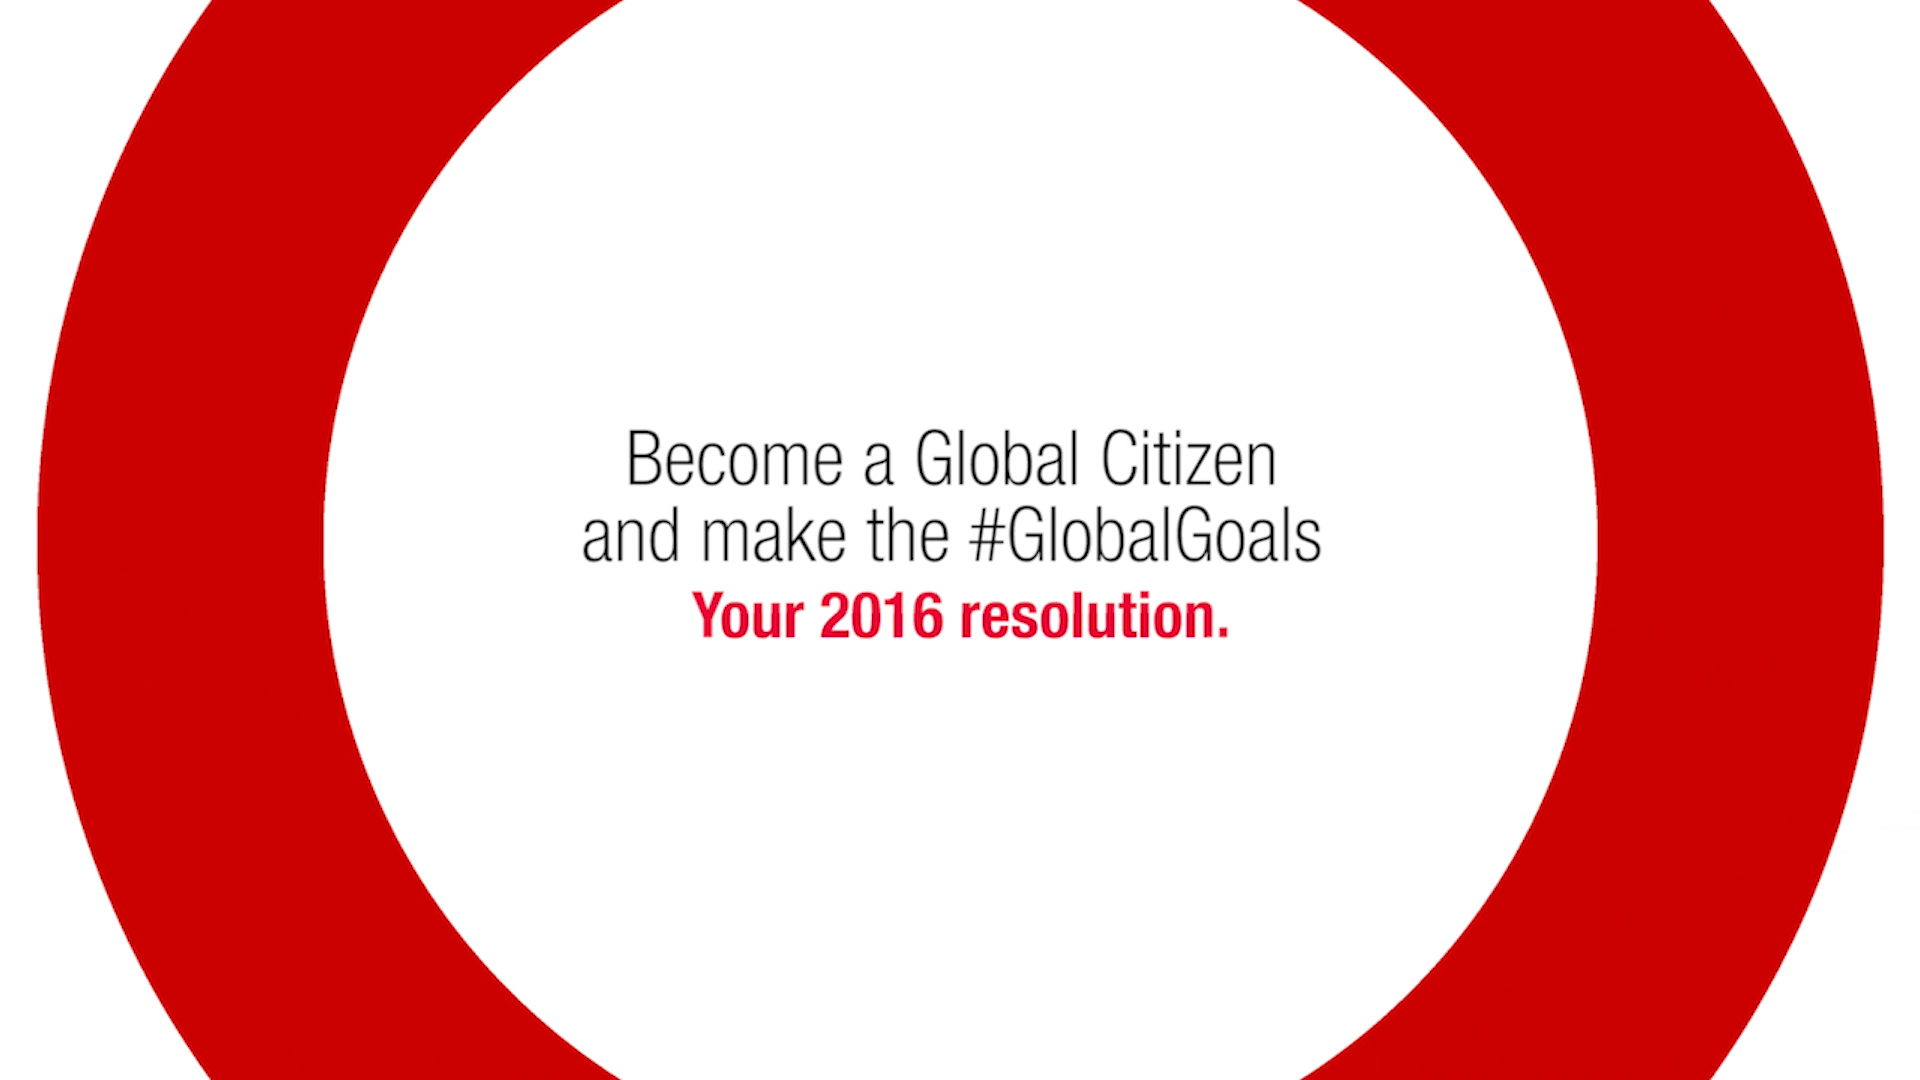 Become a Global Citizen
and make the #GlobalGoals
Your 2016 resolution.